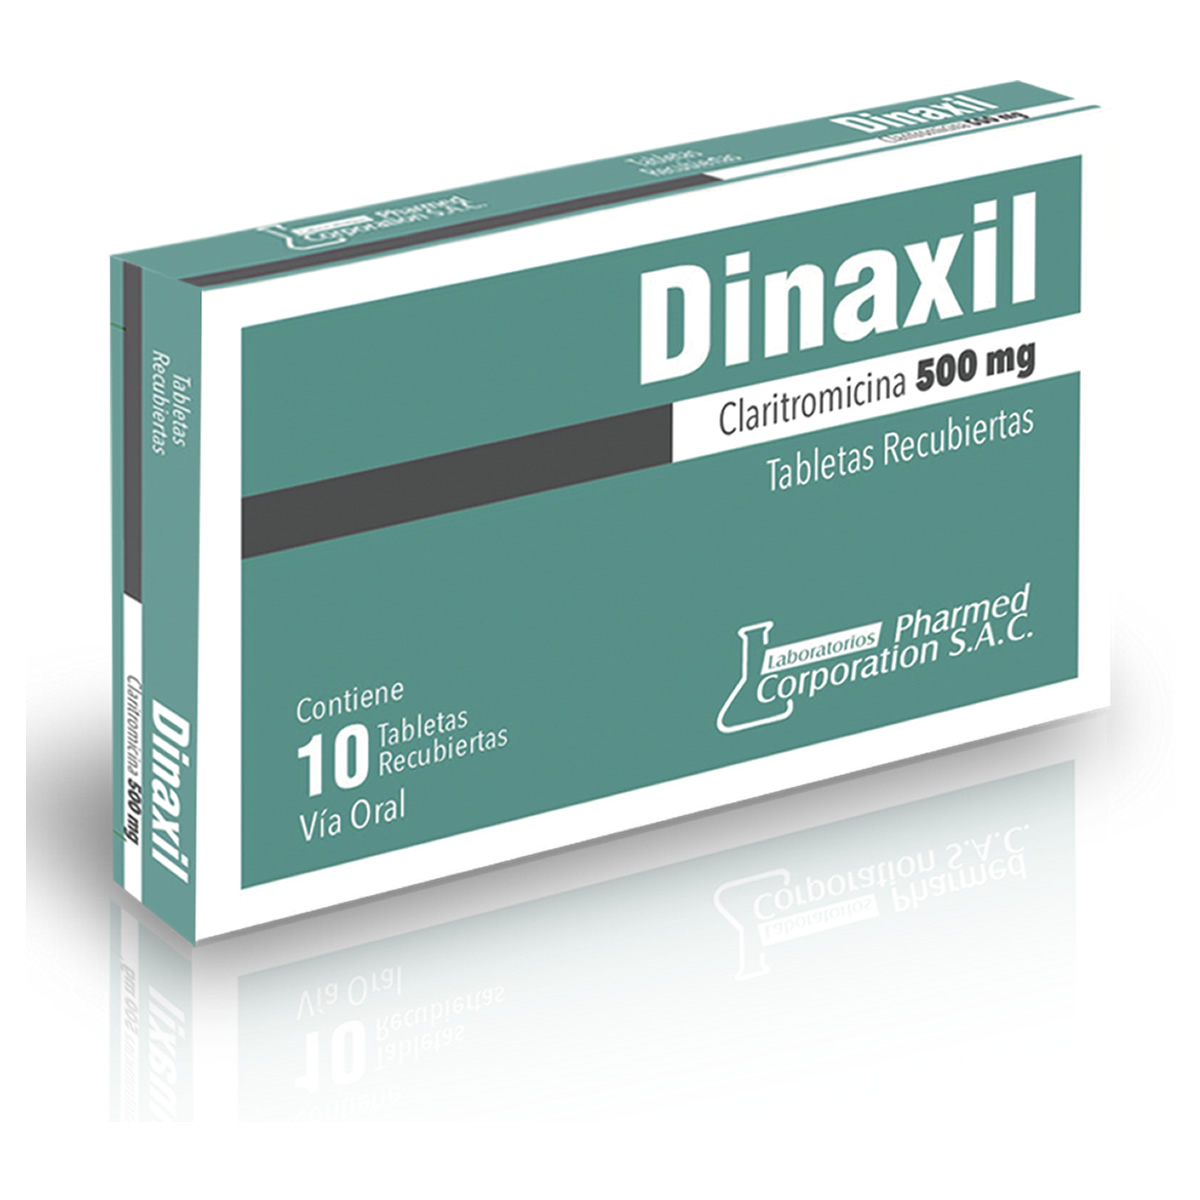 Dinaxil
Claritromicina 500 mg
Tabletas
Recubiertas
Laboratorios Pharmed
Corporation S.A.C.
Dinaxil
Claritromicina 500 mg
Tabletas Recubiertas
Laboratorios Pharmed
Corporation S.A.C.
Contiene
10 Tabletas
Recubiertas
Vía Oral
Tabletas
Recubiertas
Dinaxil
Claritromicina 500 mg